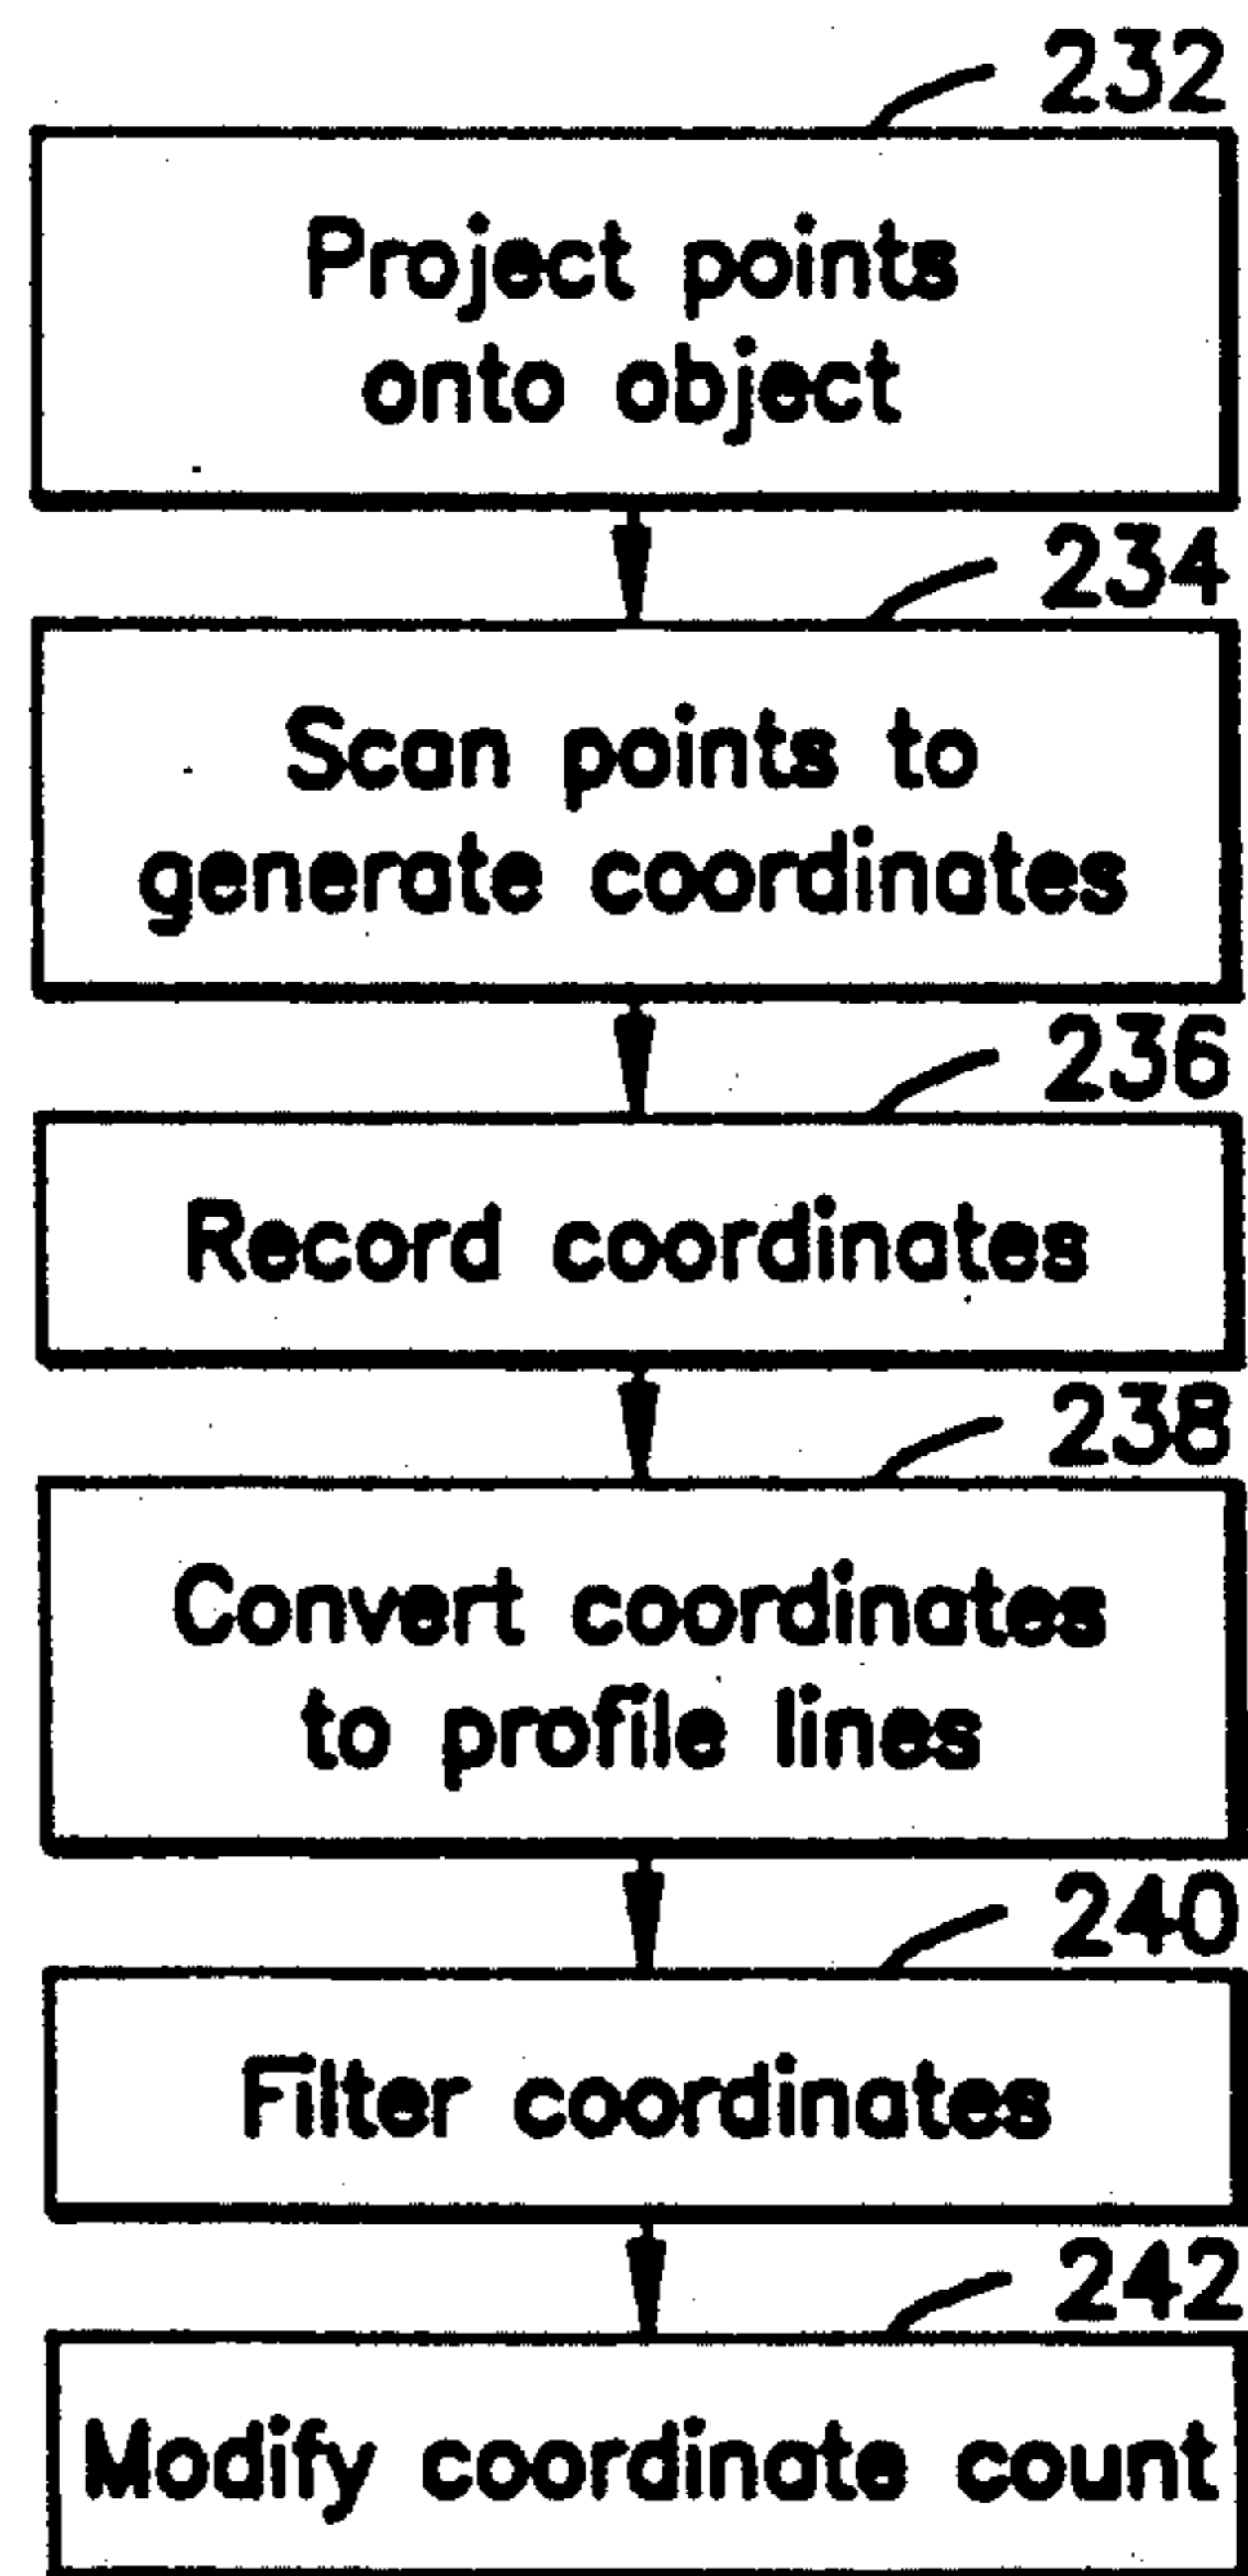 232
Project points
onto object
234
Scan points to
generate coordinates
236
Record coordinates
238
Convert coordinates
to profile lines
240
Filter coordinates
242
Modify coordinate count